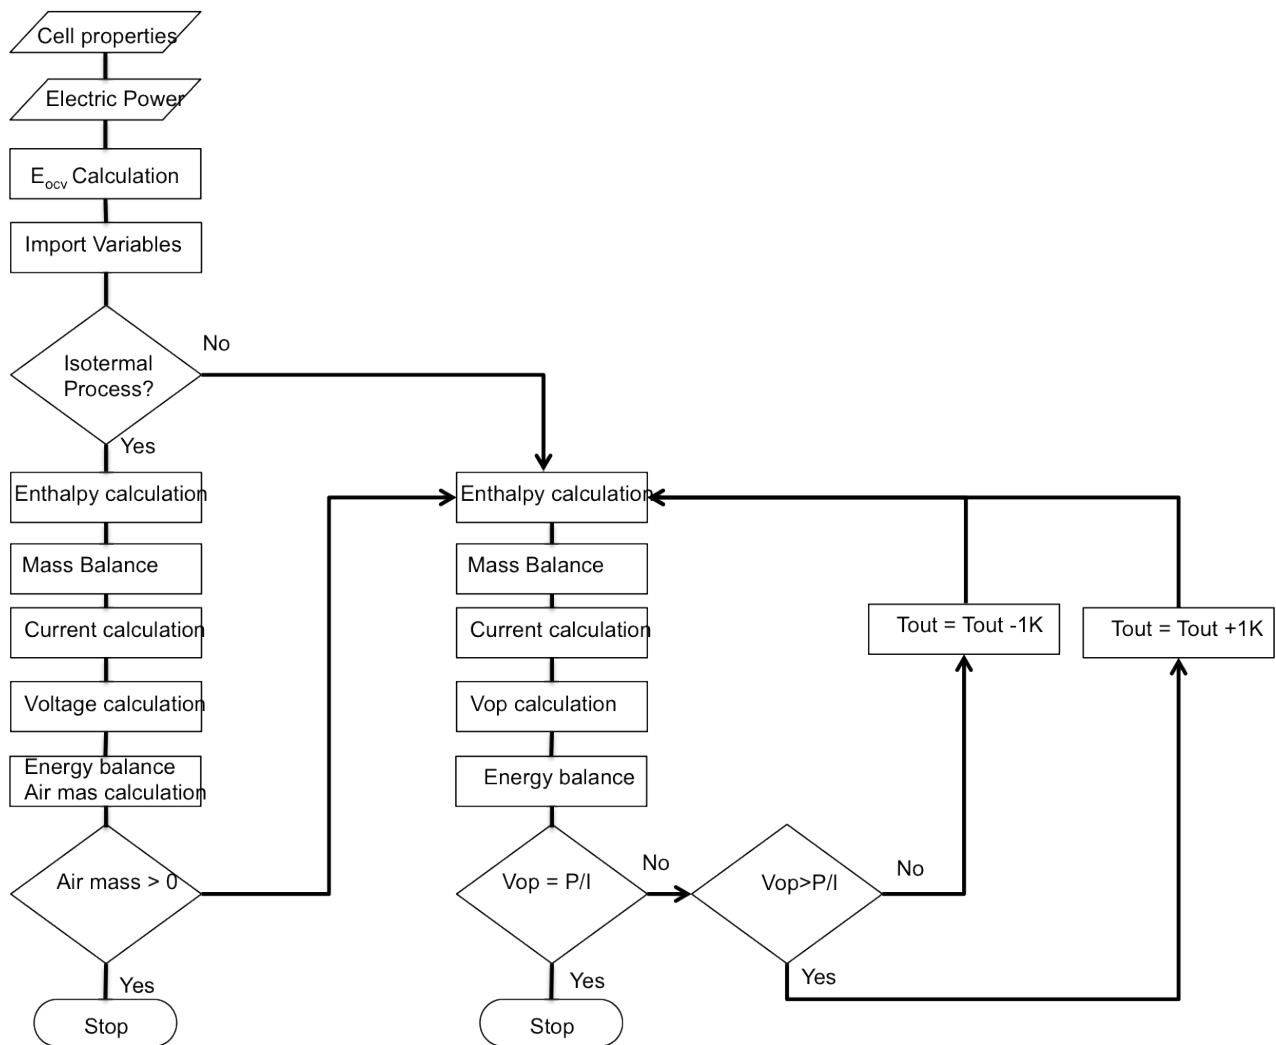 Cell properties
Electric Power
Eocv Calculation
Import Variables
Isotermal
Process?
No
Yes
Enthalpy calculation
Mass Balance
Current calculation
Voltage calculation
Energy balance
Air mas calculation
Air mass > 0
Yes
Stop
Enthalpy calculation
Mass Balance
Current calculation
Vop calculation
Energy balance
Vop = P/I
No
Yes
Stop
Vop>P/I
No
Yes
Tout = Tout -1K
Tout = Tout +1K